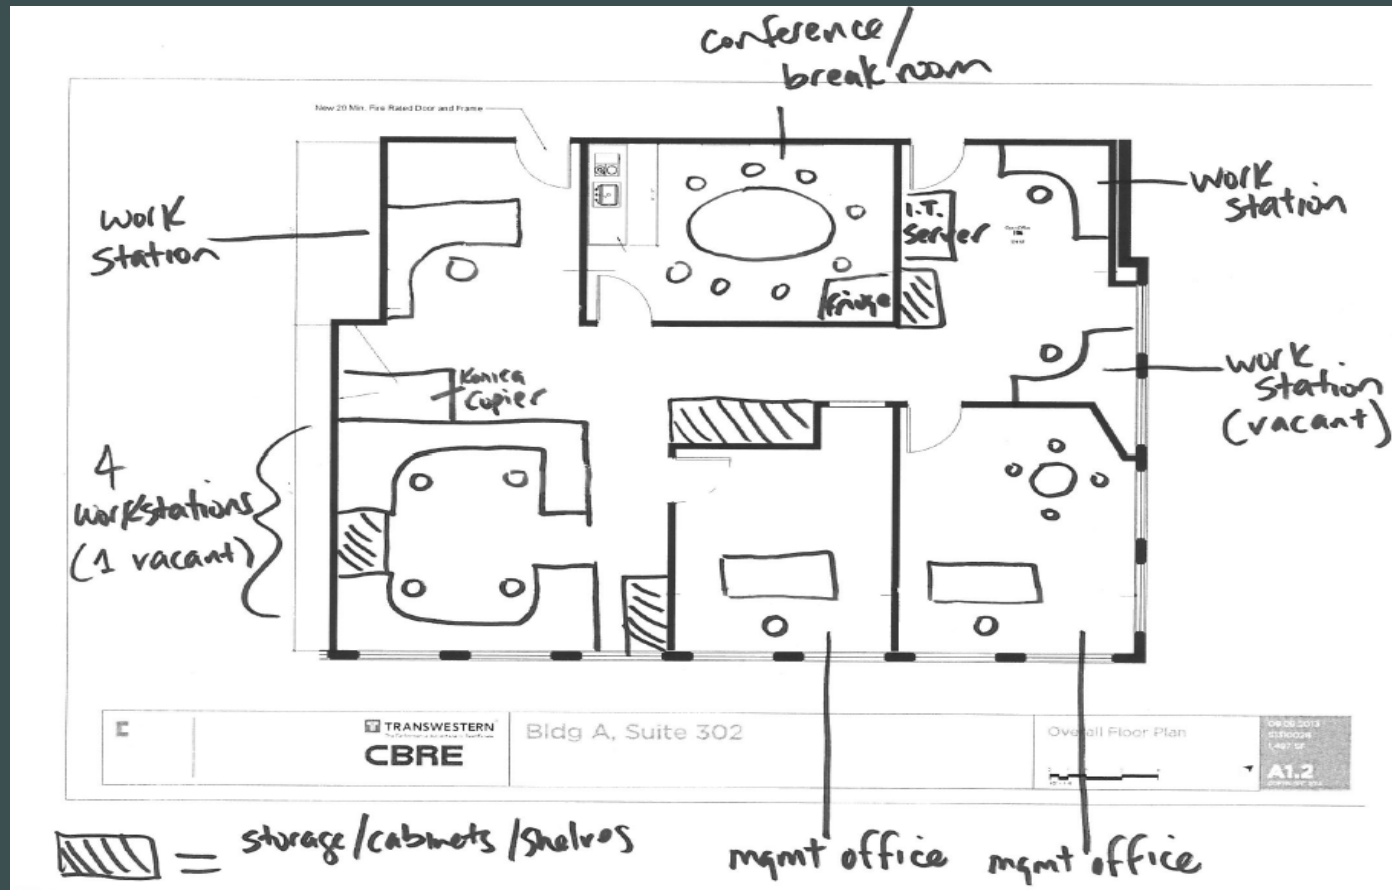 conference/
break room
New 20 Min. Fire Rated Door and Frame
work
station
I.T.
Server
work
station
fridge
Konica
Copier
work
station
(vacant)
4
workstations
(1 vacant)
TRANSWESTERN
CBRE
Bldg A, Suite 302
Overall Floor Plan
A1.2
= storage/cabinets/shelves
mgmt office
mgmt office